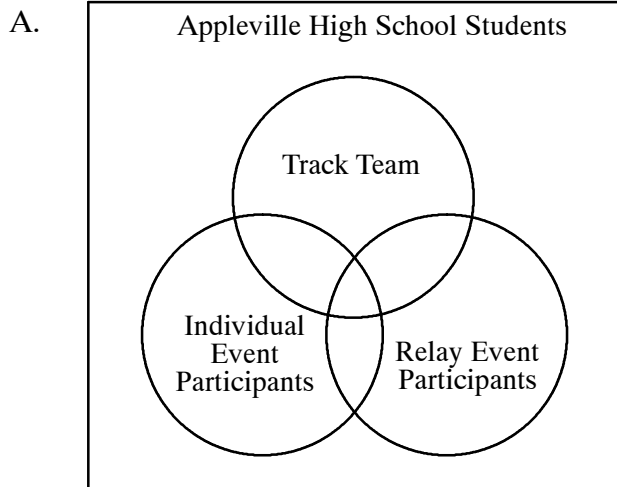 A.
Appleville High School Students
Track Team
Individual
Event
Participants
Relay Event
Participants